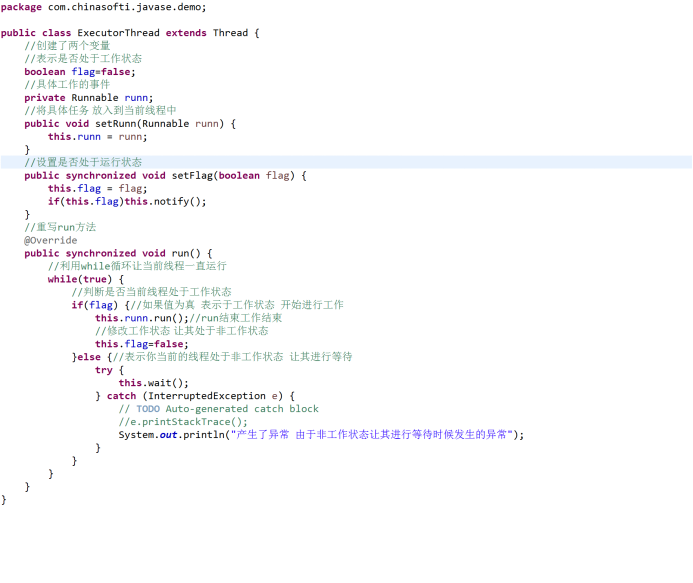 package com.chinasofti.javase.demo;
public class ExecutorThread extends Thread {
//创建了两个变量
//表示是否处于工作状态
boolean flag=false;
//具体工作的事件
private Runnable runn;
//将具体任务 放入到当前线程中
public void setRunn(Runnable runn) {
this.runn = runn;
}
//设置是否处于运行状态
public synchronized void setFlag(boolean flag) {
this.flag = flag;
if(this.flag)this.notify();
}
//重写run方法
@Override
public synchronized void run() {
//利用while循环让当前线程一直运行
while(true) {
//判断是否当前线程处于工作状态
if(flag) {//如果值为真 表示于工作状态 开始进行工作
this.runn.run();//run结束工作结束
//修改工作状态 让其处于非工作状态
this.flag=false;
}else {//表示你当前的线程处于非工作状态 让其进行等待
try {
this.wait();
} catch (InterruptedException e) {
// TODO Auto-generated catch block
//e.printStackTrace();
System.out.println("产生了异常 由于非工作状态让其进行等待时候发生的异常");
}
}
}
}
}